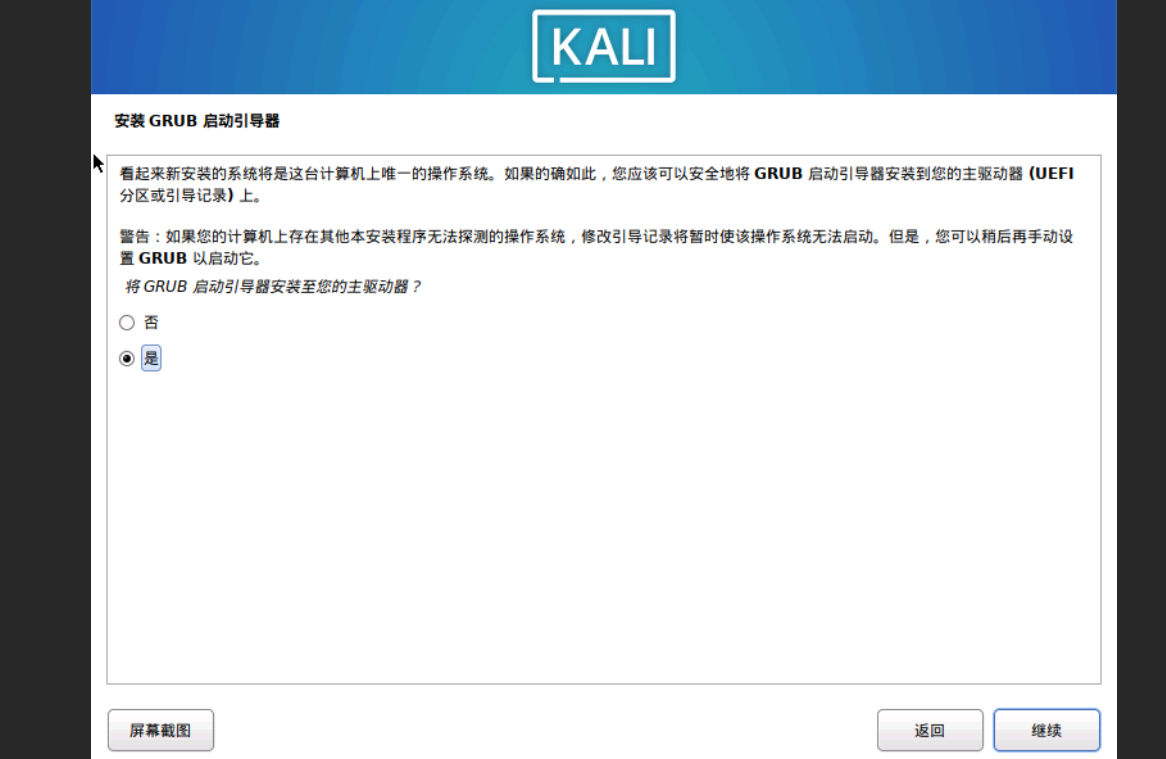 KALI
安装 GRUB 启动引导器
看起来新安装的系统将是这台计算机上唯一的操作系统。如果的确如此，您应该可以安全地将 GRUB 启动引导器安装到您的主驱动器 (UEFI
分区或引导记录) 上。
警告：如果您的计算机上存在其他本安装程序无法探测的操作系统，修改引导记录将暂时使该操作系统无法启动。但是，您可以稍后再手动设
置 GRUB 以启动它。
将 GRUB 启动引导器安装至您的主驱动器？
否
是
屏幕截图
返回
继续